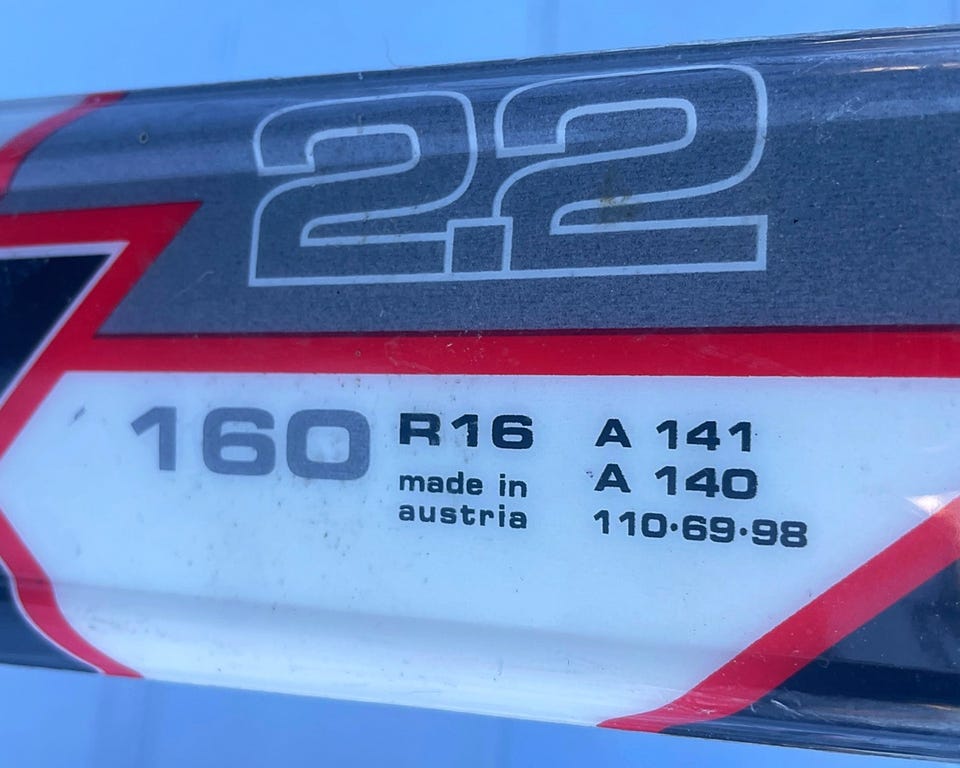 2.2
160 R16 A 141
A 140
made in
austria
110·69·98